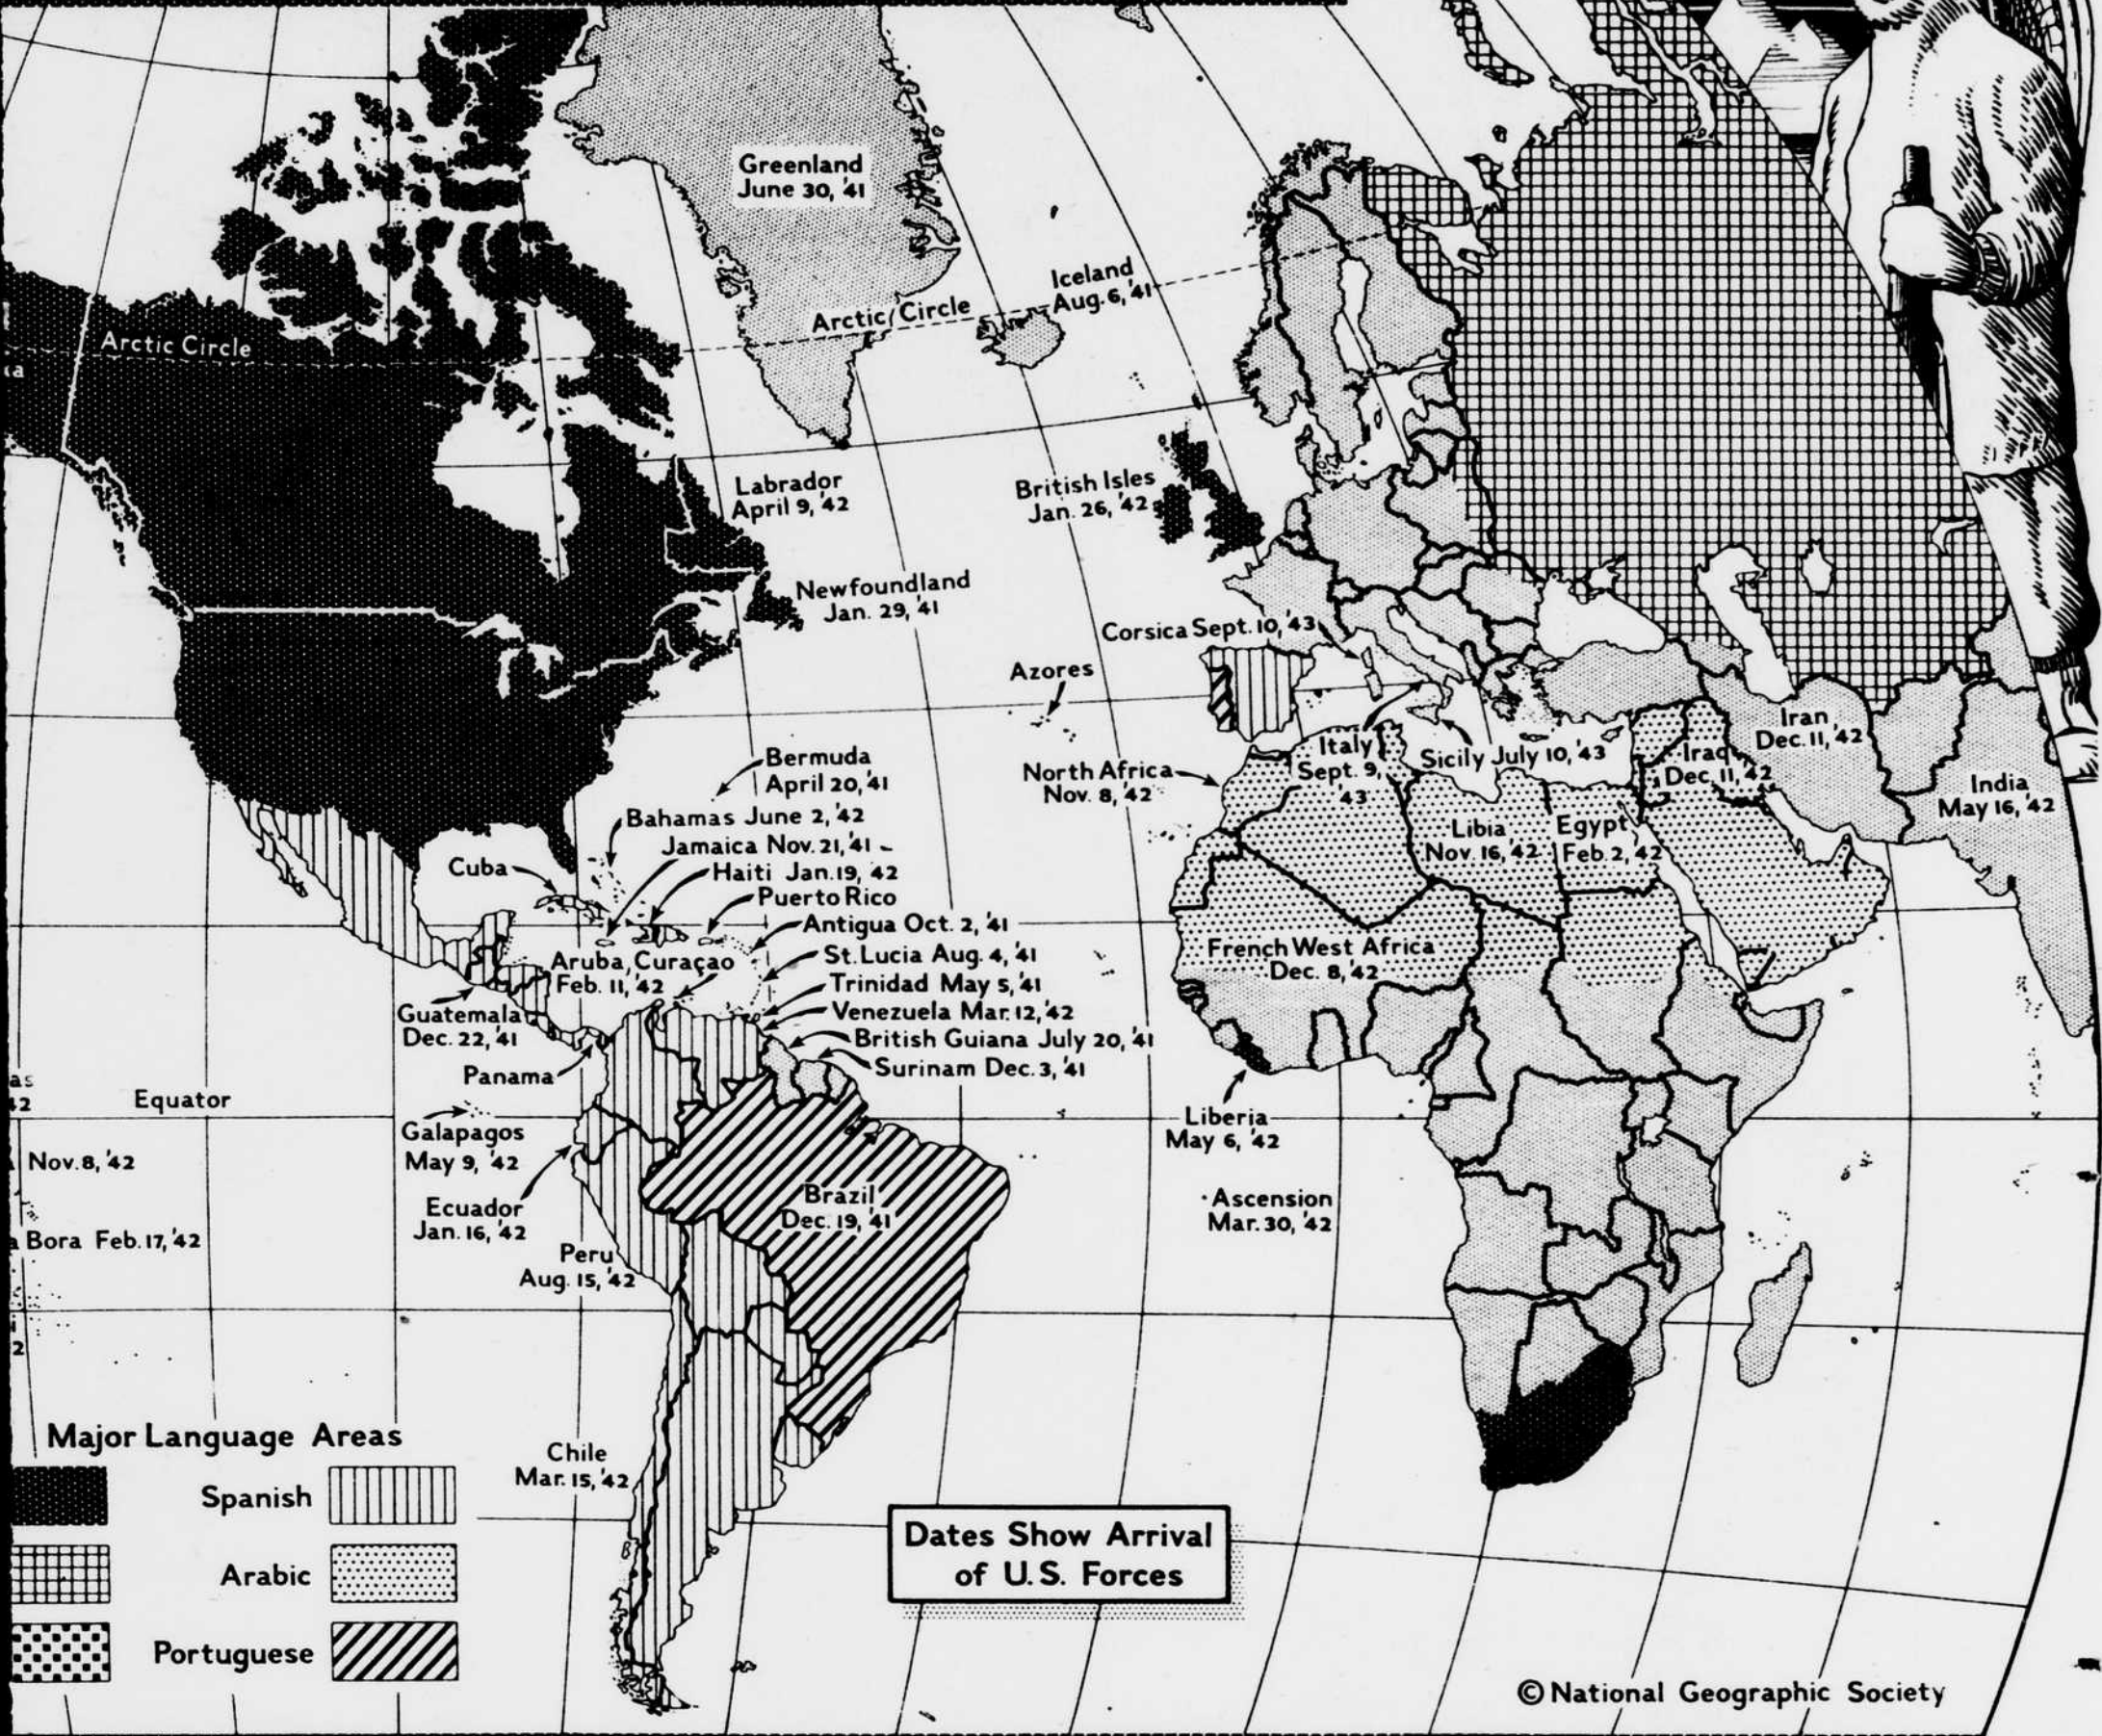 Greenland
June 30, '41
Iceland
Aug. 6, '41
Arctic Circle
Arctic Circle
ka
Labrador
April 9, '42
British Isles
Jan. 26, '42
Newfoundland
Jan. 29, '41
Corsica Sept. 10, '43
Azores
Bermuda
April 20, '41
North Africa
Nov. 8, '42
Italy
Sept. 9,
'43
Sicily July 10, '43
Iraq
Dec. 11, '42
Iran
Dec. 11, '42
India
May 16, '42
Bahamas June 2, '42
Jamaica Nov. 21, '41
Haiti Jan. 19, 42
Cuba
Puerto Rico
Libia
Nov. 16, '42
Egypt
Feb. 2, '42
Antigua Oct. 2, '41
Aruba, Curaçao
Feb. 11, '42
St. Lucia Aug. 4, '41
Trinidad May 5, '41
Venezuela Mar. 12, '42
British Guiana July 20, '41
Surinam Dec. 3, '41
French West Africa
Dec. 8, '42
Guatemala
Dec. 22, '41
Panama
as
42
Equator
Galapagos
May 9, '42
Liberia
May 6, '42
Nov. 8, '42
Ecuador
Jan. 16, '42
Brazil
Dec. 19, '41
Ascension
Mar. 30, '42
a Bora Feb. 17, '42
Peru
Aug. 15, '42
2
Major Language Areas
Spanish
Arabic
Portuguese
Chile
Mar. 15, '42
Dates Show Arrival
of U.S. Forces
© National Geographic Society